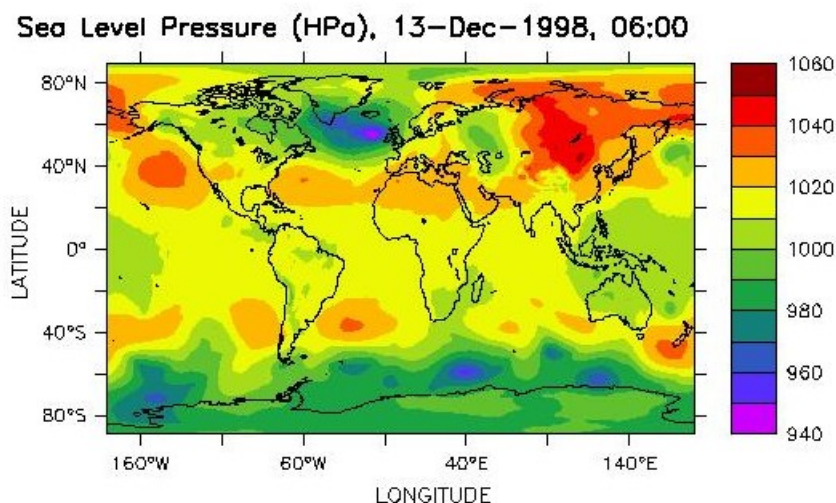 Sea Level Pressure (HPa), 13-Dec-1998, 06:00
80°N
40°N
0°
40°S
80°S
LATITUDE
160°W
60°W
40°E
140°E
LONGITUDE
1060
1040
1020
1000
980
960
940